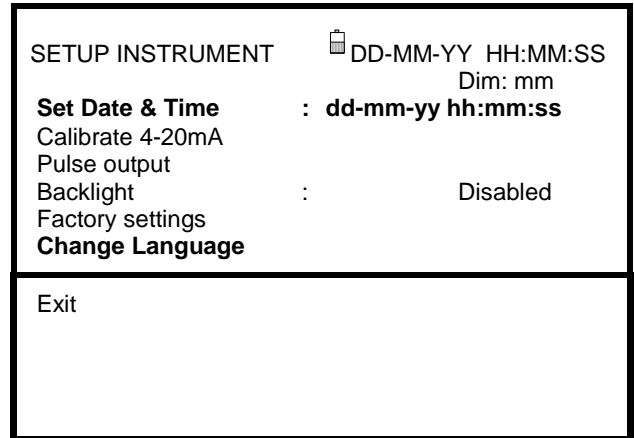 SETUP INSTRUMENT DD-MM-YY HH:MM:SS
Dim: mm
Set Date & Time : dd-mm-yy hh:mm:ss
Calibrate 4-20mA
Pulse output
Backlight : Disabled
Factory settings
Change Language
Exit